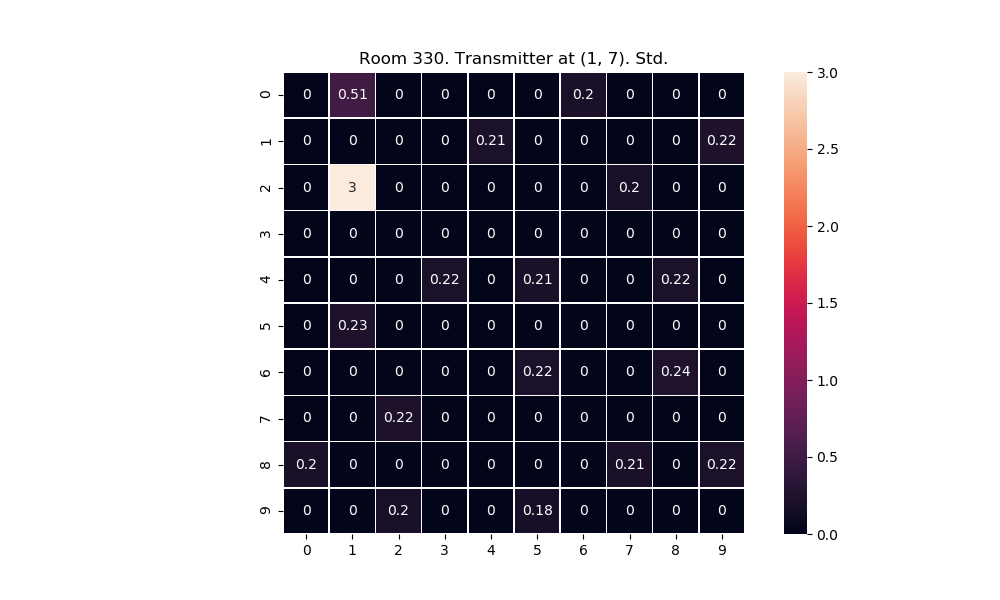 Room 330. Transmitter at (1, 7). Std.
0 0 0.51 0 0 0 0 0.2 0 0 0
1 0 0 0 0 0.21 0 0 0 0 0.22
2 0 3 0 0 0 0 0 0.2 0 0
3 0 0 0 0 0 0 0 0 0 0
4 0 0 0 0.22 0 0.21 0 0 0.22 0
5 0 0.23 0 0 0 0 0 0 0 0
6 0 0 0 0 0 0.22 0 0 0.24 0
7 0 0 0.22 0 0 0 0 0 0 0
8 0.2 0 0 0 0 0 0 0.21 0 0.22
9 0 0 0.2 0 0 0.18 0 0 0 0
0 1 2 3 4 5 6 7 8 9
3.0
2.5
2.0
1.5
1.0
0.5
0.0